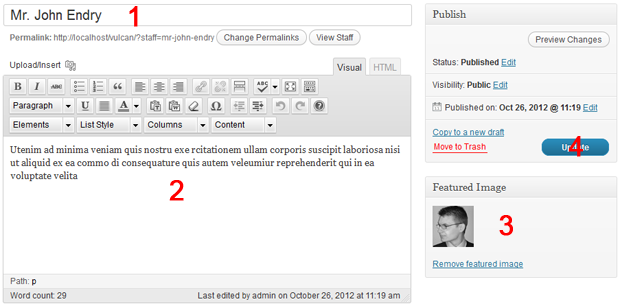 Mr. John Endry 1
Permalink: http://localhost/vulcan/?staff=mr-john-endry Change Permalinks View Staff
Upload/Insert Visual HTML
B I ABC ABC
Paragraph U A Ω
Elements List Style Columns Content
Utenim ad minima veniam quis nostru exe rcitationem ullam corporis suscipit laboriosa nisi
ut aliquid ex ea commo di consequature quis autem veleumiur reprehenderit qui in ea
voluptate velita
2
Path: p
Word count: 29 Last edited by admin on October 26, 2012 at 11:19 am
Publish
Preview Changes
Status: Published Edit
Visibility: Public Edit
Published on: Oct 26, 2012 @ 11:19 Edit
Copy to a new draft
Move to Trash Update 4
Featured Image
3
Remove featured image